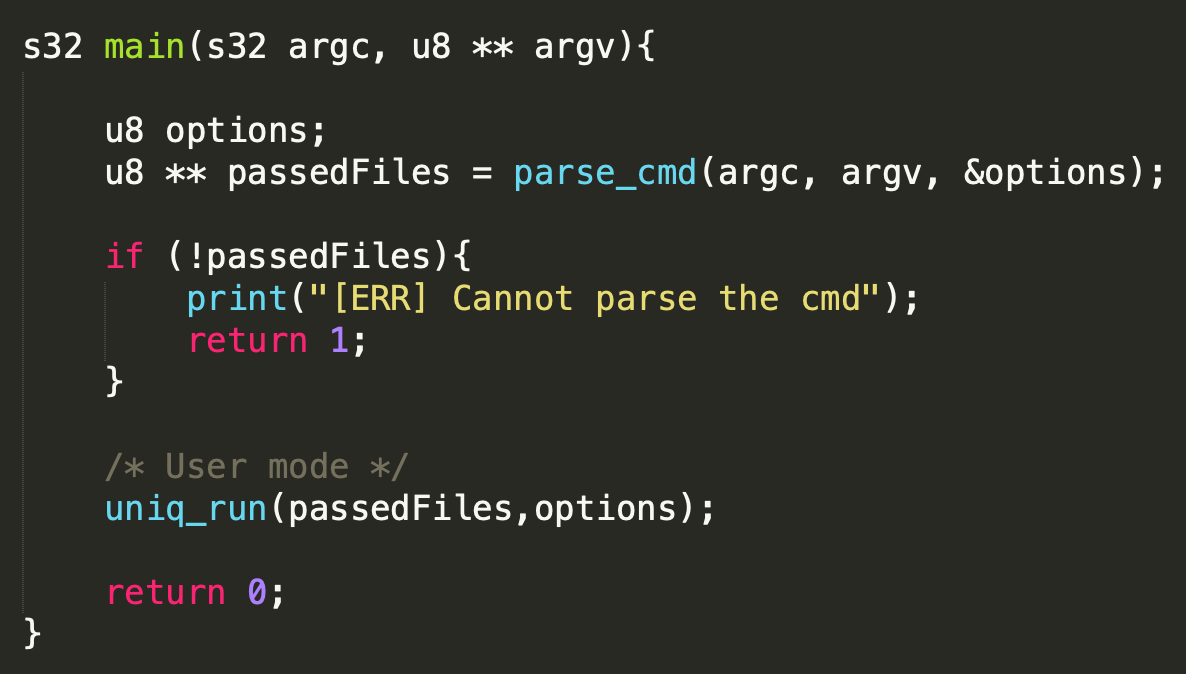 s32 main(s32 argc, u8 ** argv){
u8 options;
u8 ** passedFiles = parse_cmd(argc, argv, &options);
if (!passedFiles){
print("[ERR] Cannot parse the cmd");
return 1;
}
/* User mode */
uniq_run(passedFiles,options);
return 0;
}